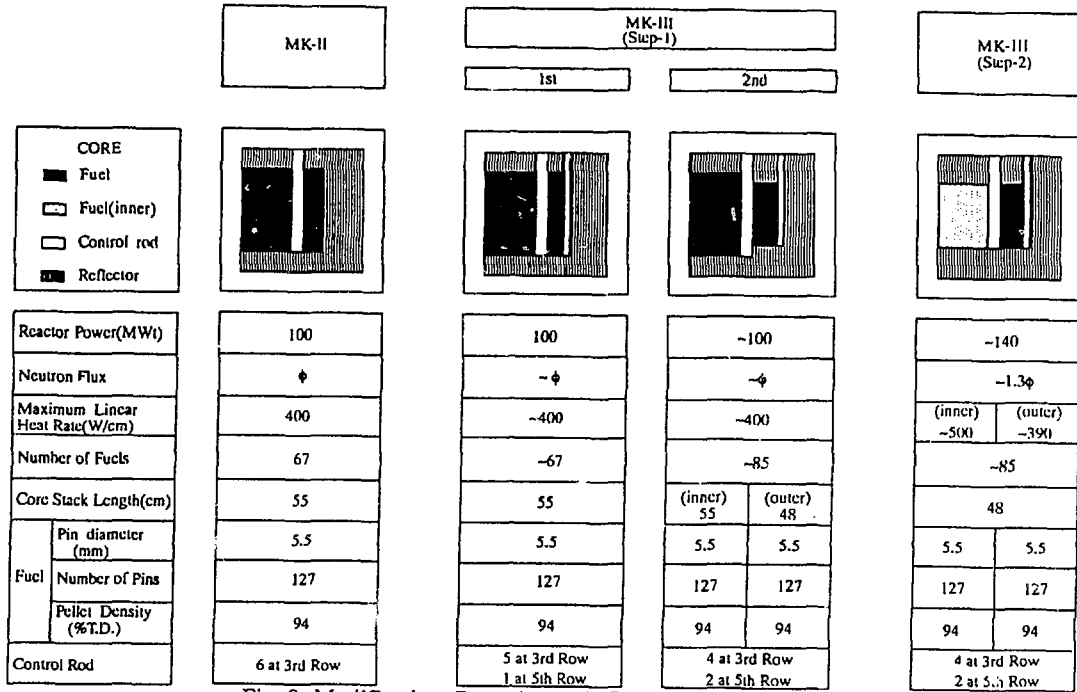 MK-II
MK-III
(Step-1)
1st 2nd
MK-III
(Step-2)
CORE
Fuel
Fuel(inner)
Control rod
Reflector
Reactor Power(MWt) 100 100 ~100 ~140
Neutron Flux ϕ ~ϕ ~ϕ ~1.3ϕ
Maximum Linear
Heat Rate(W/cm) 400 ~400 ~400 (inner) ~500 (outer) ~390
Number of Fuels 67 ~67 ~85 ~85
Core Stack Length(cm) 55 55 (inner) 55 (outer) 48 48
Fuel
Pin diameter
(mm) 5.5 5.5 5.5 5.5 5.5 5.5
Number of Pins 127 127 127 127 127 127
Pellet Density
(%T.D.) 94 94 94 94 94 94
Control Rod 6 at 3rd Row 5 at 3rd Row 4 at 3rd Row 4 at 3rd Row
1 at 5th Row 2 at 5th Row 2 at 5th Row